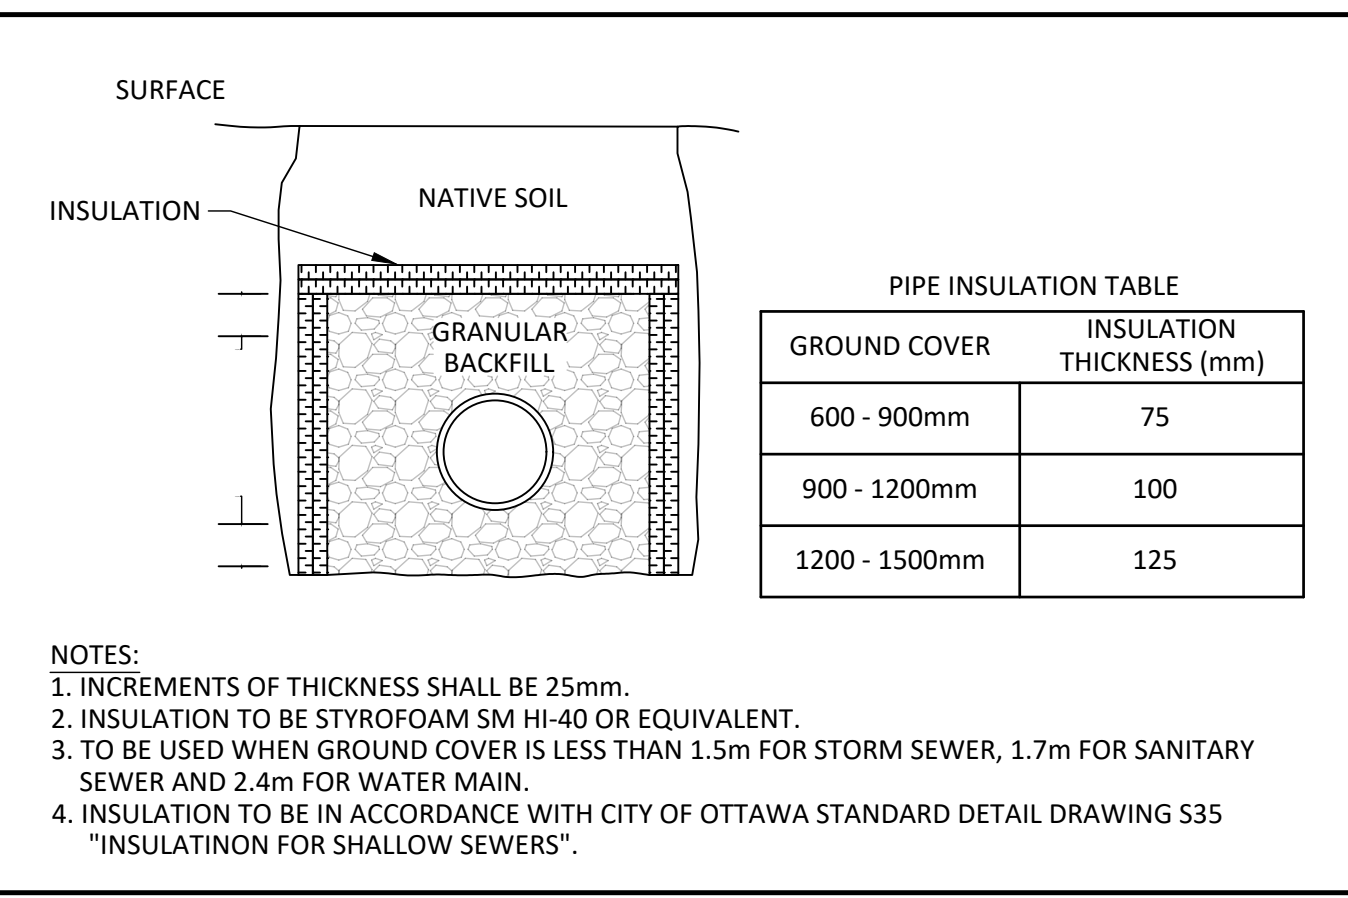 SURFACE
NATIVE SOIL
INSULATION
GRANULAR
BACKFILL
PIPE INSULATION TABLE
GROUND COVER
INSULATION
THICKNESS (mm)
600 - 900mm
75
900 - 1200mm
100
1200 - 1500mm
125
NOTES:
1. INCREMENTS OF THICKNESS SHALL BE 25mm.
2. INSULATION TO BE STYROFOAM SM HI-40 OR EQUIVALENT.
3. TO BE USED WHEN GROUND COVER IS LESS THAN 1.5m FOR STORM SEWER, 1.7m FOR SANITARY
SEWER AND 2.4m FOR WATER MAIN.
4. INSULATION TO BE IN ACCORDANCE WITH CITY OF OTTAWA STANDARD DETAIL DRAWING S35
"INSULATINON FOR SHALLOW SEWERS".